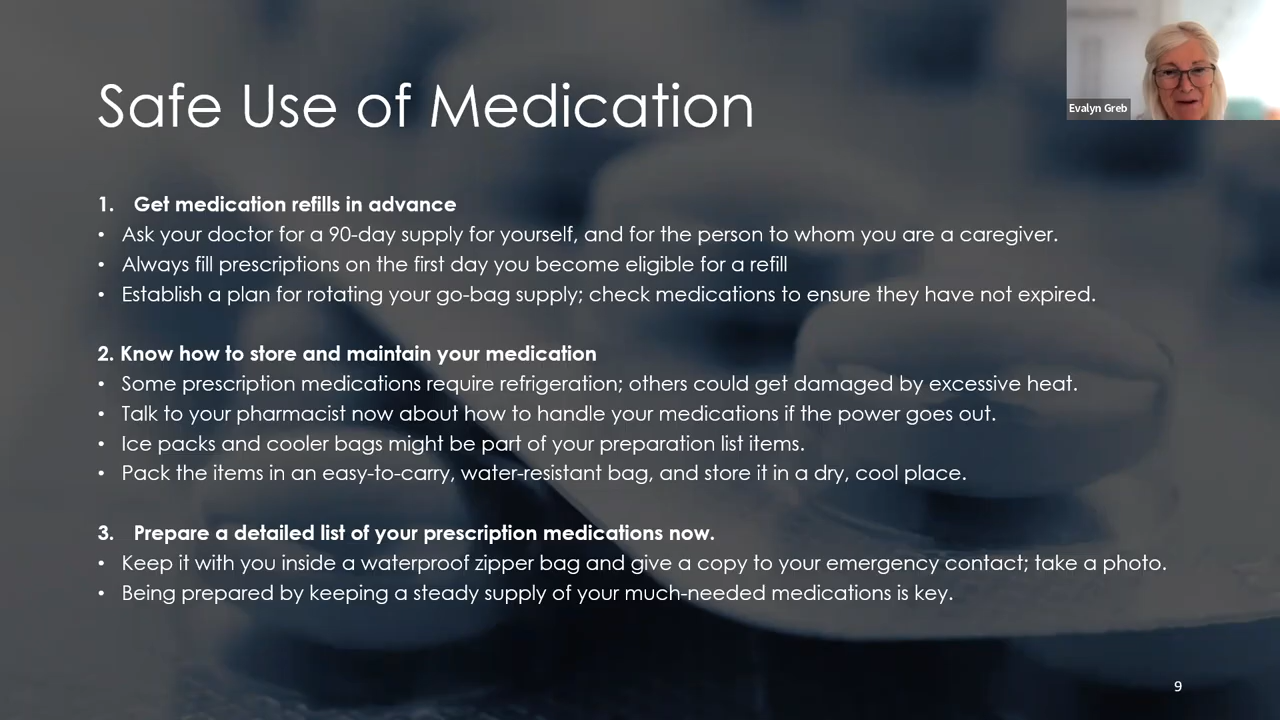 Evalyn Greb
Safe Use of Medication
1. Get medication refills in advance
• Ask your doctor for a 90-day supply for yourself, and for the person to whom you are a caregiver.
• Always fill prescriptions on the first day you become eligible for a refill
• Establish a plan for rotating your go-bag supply; check medications to ensure they have not expired.
2. Know how to store and maintain your medication
• Some prescription medications require refrigeration; others could get damaged by excessive heat.
• Talk to your pharmacist now about how to handle your medications if the power goes out.
• Ice packs and cooler bags might be part of your preparation list items.
• Pack the items in an easy-to-carry, water-resistant bag, and store it in a dry, cool place.
3. Prepare a detailed list of your prescription medications now.
• Keep it with you inside a waterproof zipper bag and give a copy to your emergency contact; take a photo.
• Being prepared by keeping a steady supply of your much-needed medications is key.
9